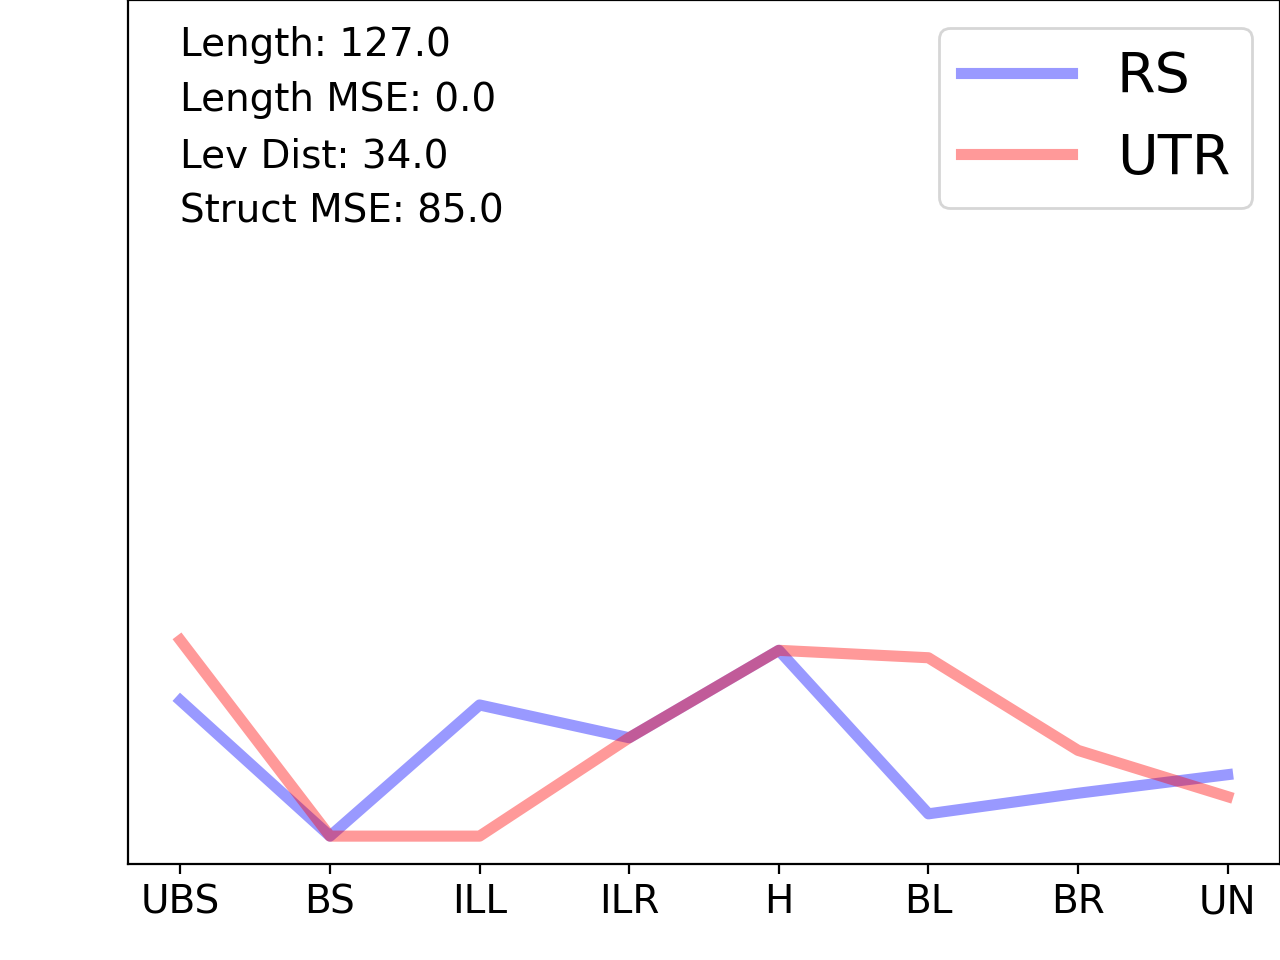 Length: 127.0
Length MSE: 0.0
Lev Dist: 34.0
Struct MSE: 85.0
RS
UTR
UBS BS ILL ILR H BL BR UN